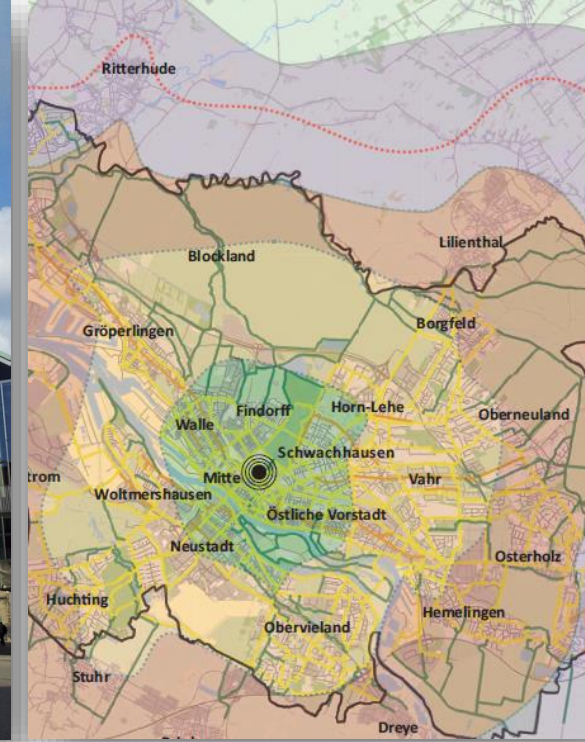 Ritterhude
Lilienthal
Blockland
Borgfeld
Gröperlingen
Findorff
Horn-Lehe
Oberneuland
Walle
Schwachhausen
Mitte
Vahr
trom
Woltmershausen
Östliche Vorstadt
Neustadt
Osterholz
Huchting
Hemelingen
Obervieland
Stuhr
Dreye